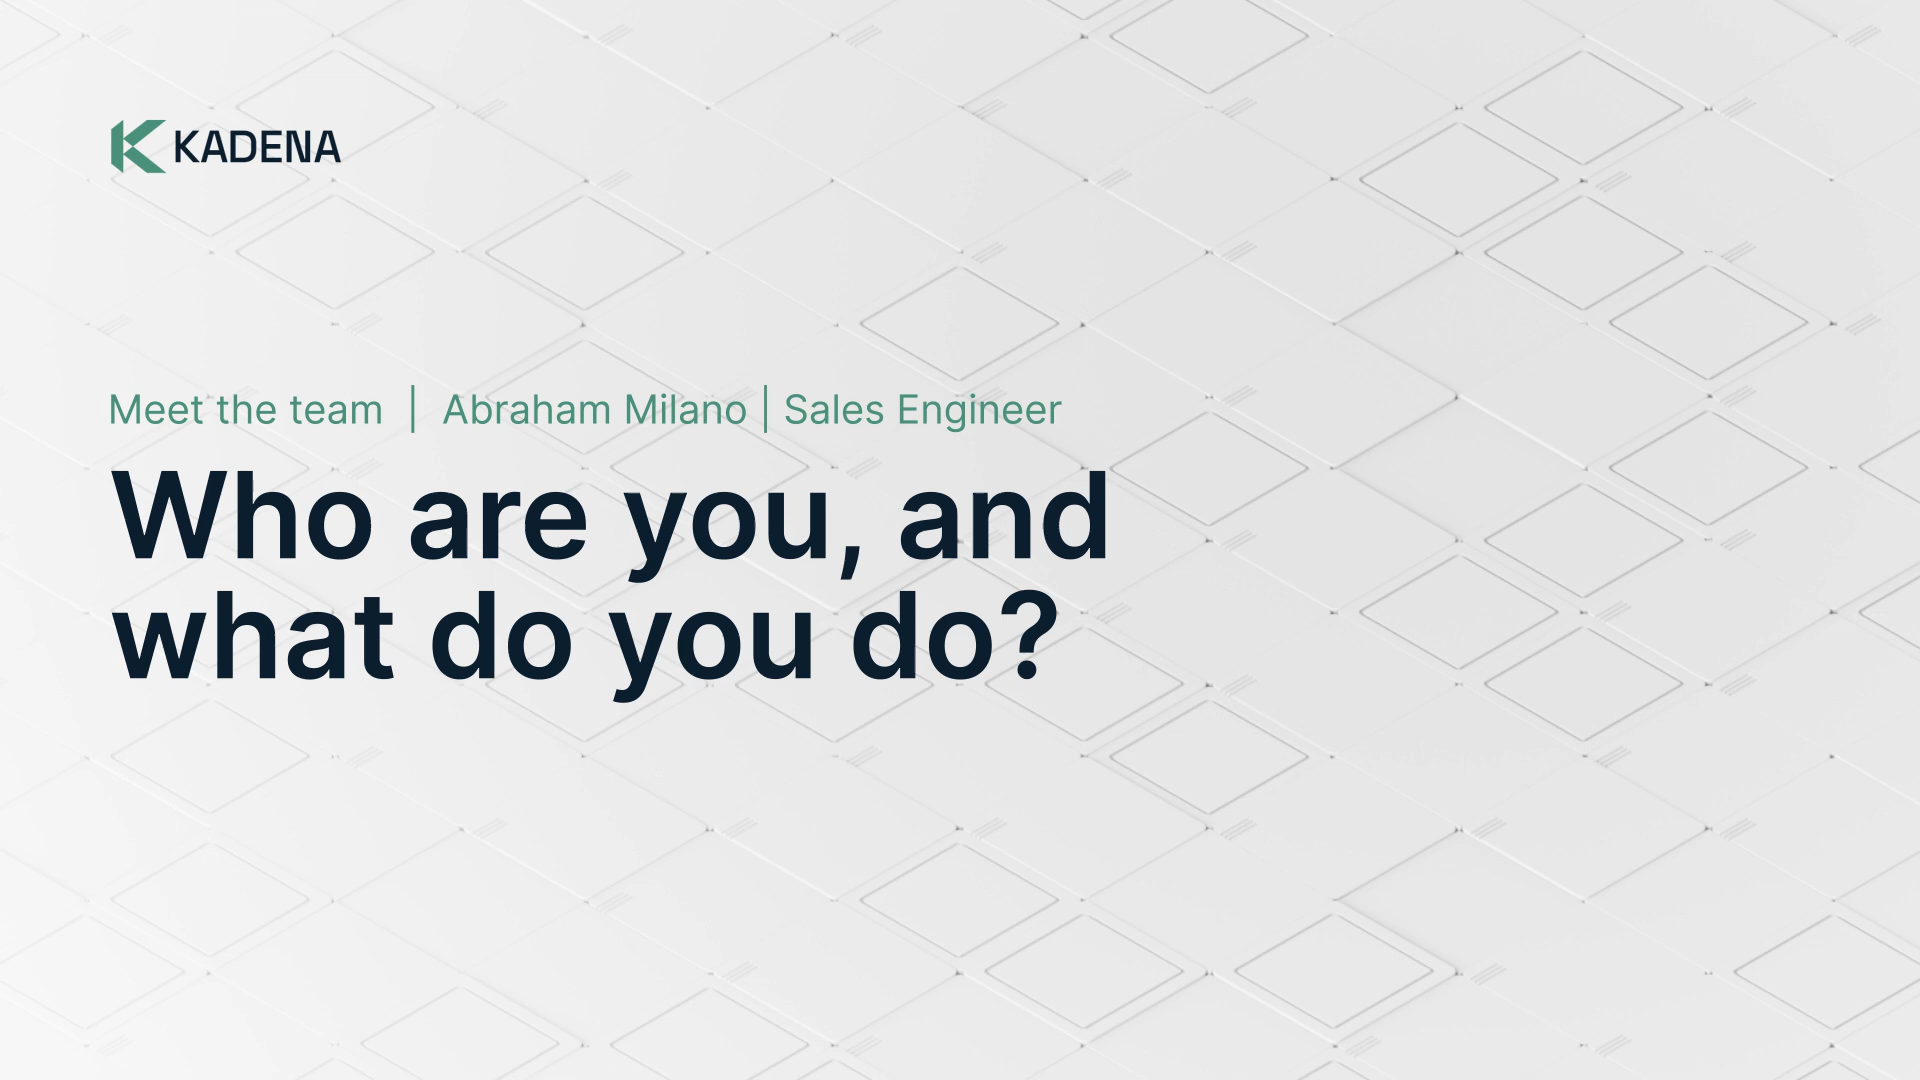 KADENA
Meet the team | Abraham Milano | Sales Engineer
Who are you, and
what do you do?